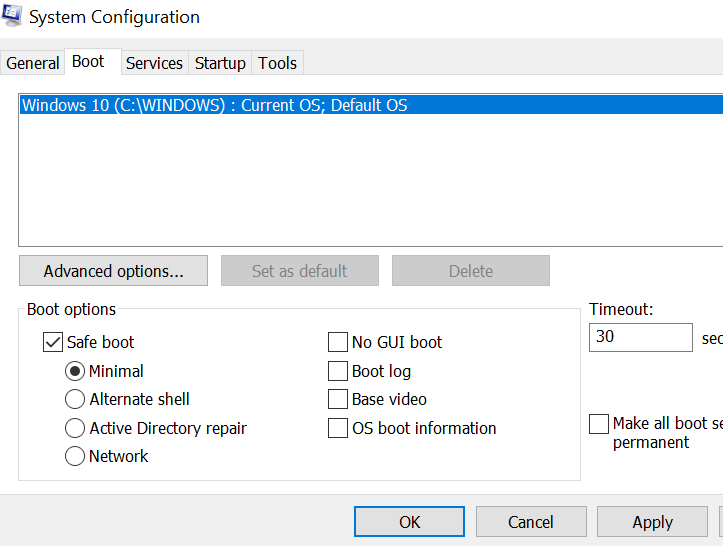 System Configuration
General Boot Services Startup Tools
Windows 10 (C:\WINDOWS) : Current OS; Default OS
Advanced options... Set as default Delete
Boot options
Timeout:
Safe boot No GUI boot
30 sec
Minimal Boot log
Alternate shell Base video
Active Directory repair OS boot information
Make all boot se
permanent
Network
OK Cancel Apply